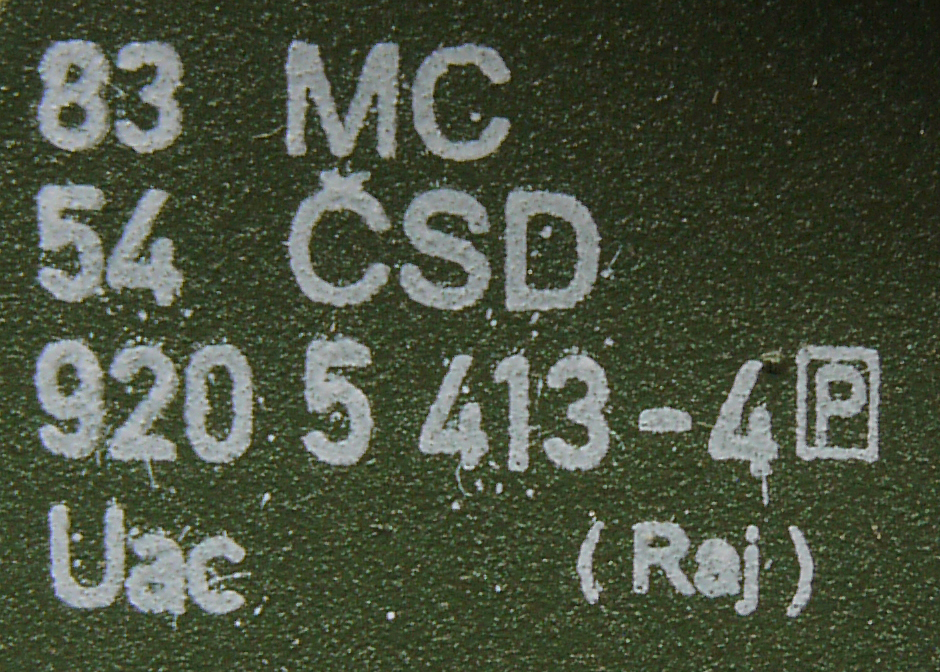 83 MC
54 ČSD
920 5 413-4 P
Uac (Raj)